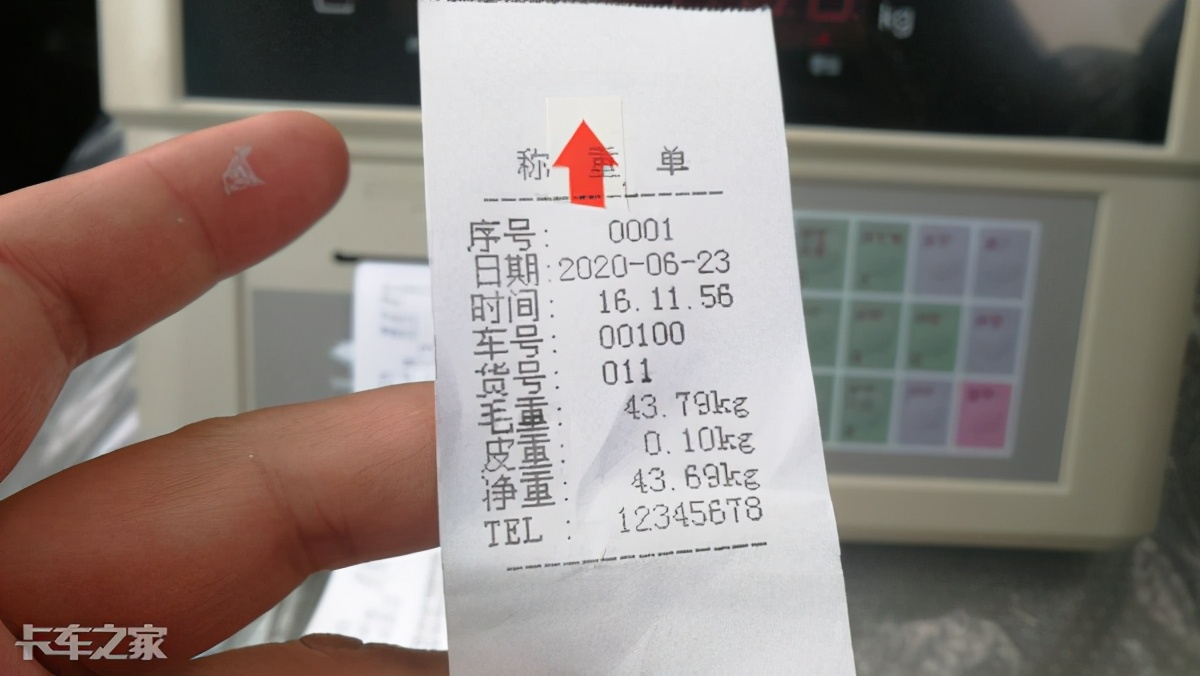 kg
称重单
序号: 0001
日期:2020-06-23
时间: 16.11.56
车号: 00100
货号: 011
毛重: 43.79kg
皮重: 0.10kg
净重: 43.69kg
TEL : 12345678
卡车之家